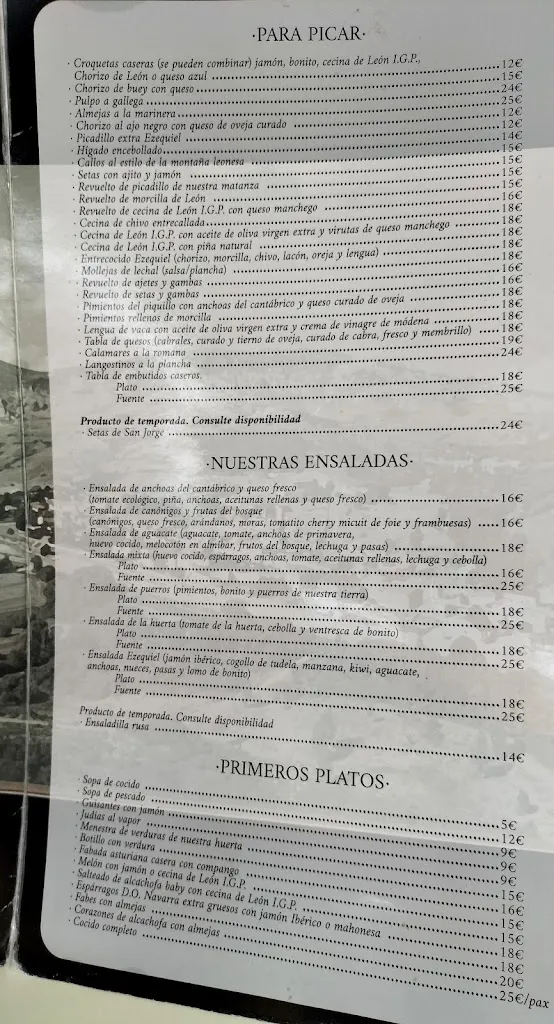 ·PARA PICAR·
· Croquetas caseras (se pueden combinar) jamón, bonito, cecina de León I.G.P.,
Chorizo de León o queso azul 12€
· Chorizo de buey con queso 15€
· Pulpo a gallega 24€
· Almejas a la marinera 25€
· Chorizo al ajo negro con queso de oveja curado 12€
· Picadillo extra Ezequiel 12€
· Hígado encebollado 14€
· Callos al estilo de la montaña leonesa 15€
· Setas con ajito y jamón 15€
· Revuelto de picadillo de nuestra matanza 15€
· Revuelto de morcilla de León 15€
· Revuelto de cecina de León I.G.P. con queso manchego 16€
· Cecina de chivo entrecallada 18€
· Cecina de León I.G.P. con aceite de oliva virgen extra y virutas de queso manchego 18€
· Cecina de León I.G.P. con piña natural 18€
· Entrecocido Ezequiel (chorizo, morcilla, chivo, lacón, oreja y lengua) 18€
· Mollejas de lechal (salsa/plancha) 18€
· Revuelto de ajetes y gambas 16€
· Revuelto de setas y gambas 16€
· Pimientos del piquillo con anchoas del cantábrico y queso curado de oveja 18€
· Pimientos rellenas de morcilla 18€
· Lengua de vaca con aceite de oliva virgen extra y crema de vinagre de módena 18€
· Tabla de quesos (cabrales, curado y tierno de oveja, curado de cabra, fresco y membrillo) 18€
· Calamares a la romana 19€
· Langostinos a la plancha 24€
· Tabla de embutidos caseros.
Plato 18€
Fuente 25€
Producto de temporada. Consulte disponibilidad
· Setas de San Jorge 24€
·NUESTRAS ENSALADAS·
· Ensalada de anchoas del cantábrico y queso fresco
(tomate ecológico, piña, anchoas, aceitunas rellenas y queso fresco) 16€
· Ensalada de canónigos y frutas del bosque
(canónigos, queso fresco, arándanos, moras, tomatito cherry micuit de foie y frambuesas) 16€
· Ensalada de aguacate (aguacate, tomate, anchoas de primavera,
huevo cocido, melocotón en almíbar, frutos del bosque, lechuga y pasas) 18€
· Ensalada mixta (huevo cocido, espárragos, anchoas, tomate, aceitunas rellenas, lechuga y cebolla)
Plato 16€
Fuente 25€
· Ensalada de puerros (pimientos, bonito y puerros de nuestra tierra)
Plato 18€
Fuente 25€
· Ensalada de la huerta (tomate de la huerta, cebolla y ventresca de bonito)
Plato 18€
Fuente 25€
· Ensalada Ezequiel (jamón ibérico, cogollo de tudela, manzana, kiwi, aguacate,
anchoas, nueces, pasas y lomo de bonito)
Plato 18€
Fuente 25€
Producto de temporada. Consulte disponibilidad
· Ensaladilla rusa 14€
·PRIMEROS PLATOS·
· Sopa de cocido 5€
· Sopa de pescado 12€
· Guisantes con jamón 9€
· Judías al vapor 9€
· Menestra de verduras de nuestra huerta 9€
· Botillo con verdura 15€
· Fabada asturiana casera con compango 16€
· Melón con jamón o cecina de León I.G.P. 15€
· Salteado de alcachofa baby con cecina de León I.G.P. 15€
· Espárragos D.O. Navarra extra gruesos con jamón Ibérico o mahonesa 18€
· Fabes con almejas 18€
· Corazones de alcachofa con almejas 20€
· Cocido completo 25€/pax